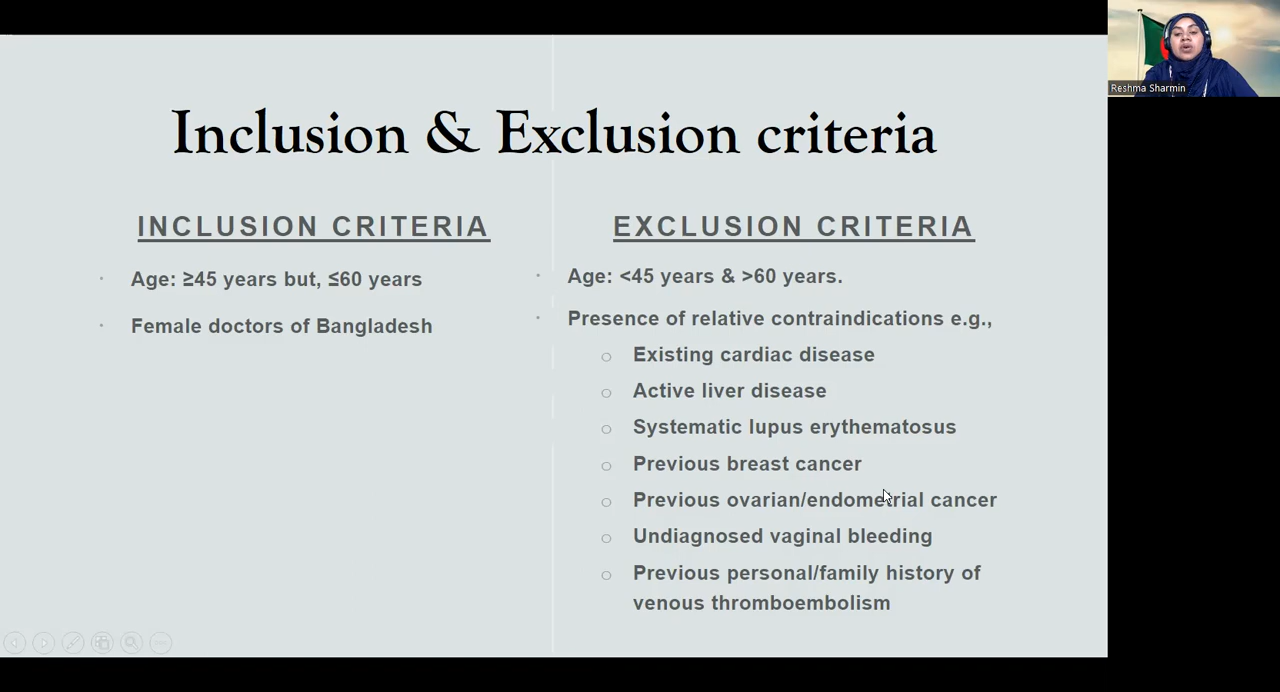 Inclusion & Exclusion criteria
INCLUSION CRITERIA
· Age: ≥45 years but, ≤60 years
· Female doctors of Bangladesh
EXCLUSION CRITERIA
· Age: <45 years & >60 years.
· Presence of relative contraindications e.g.,
o Existing cardiac disease
o Active liver disease
o Systematic lupus erythematosus
o Previous breast cancer
o Previous ovarian/endometrial cancer
o Undiagnosed vaginal bleeding
o Previous personal/family history of
venous thromboembolism
Reshma Sharmin